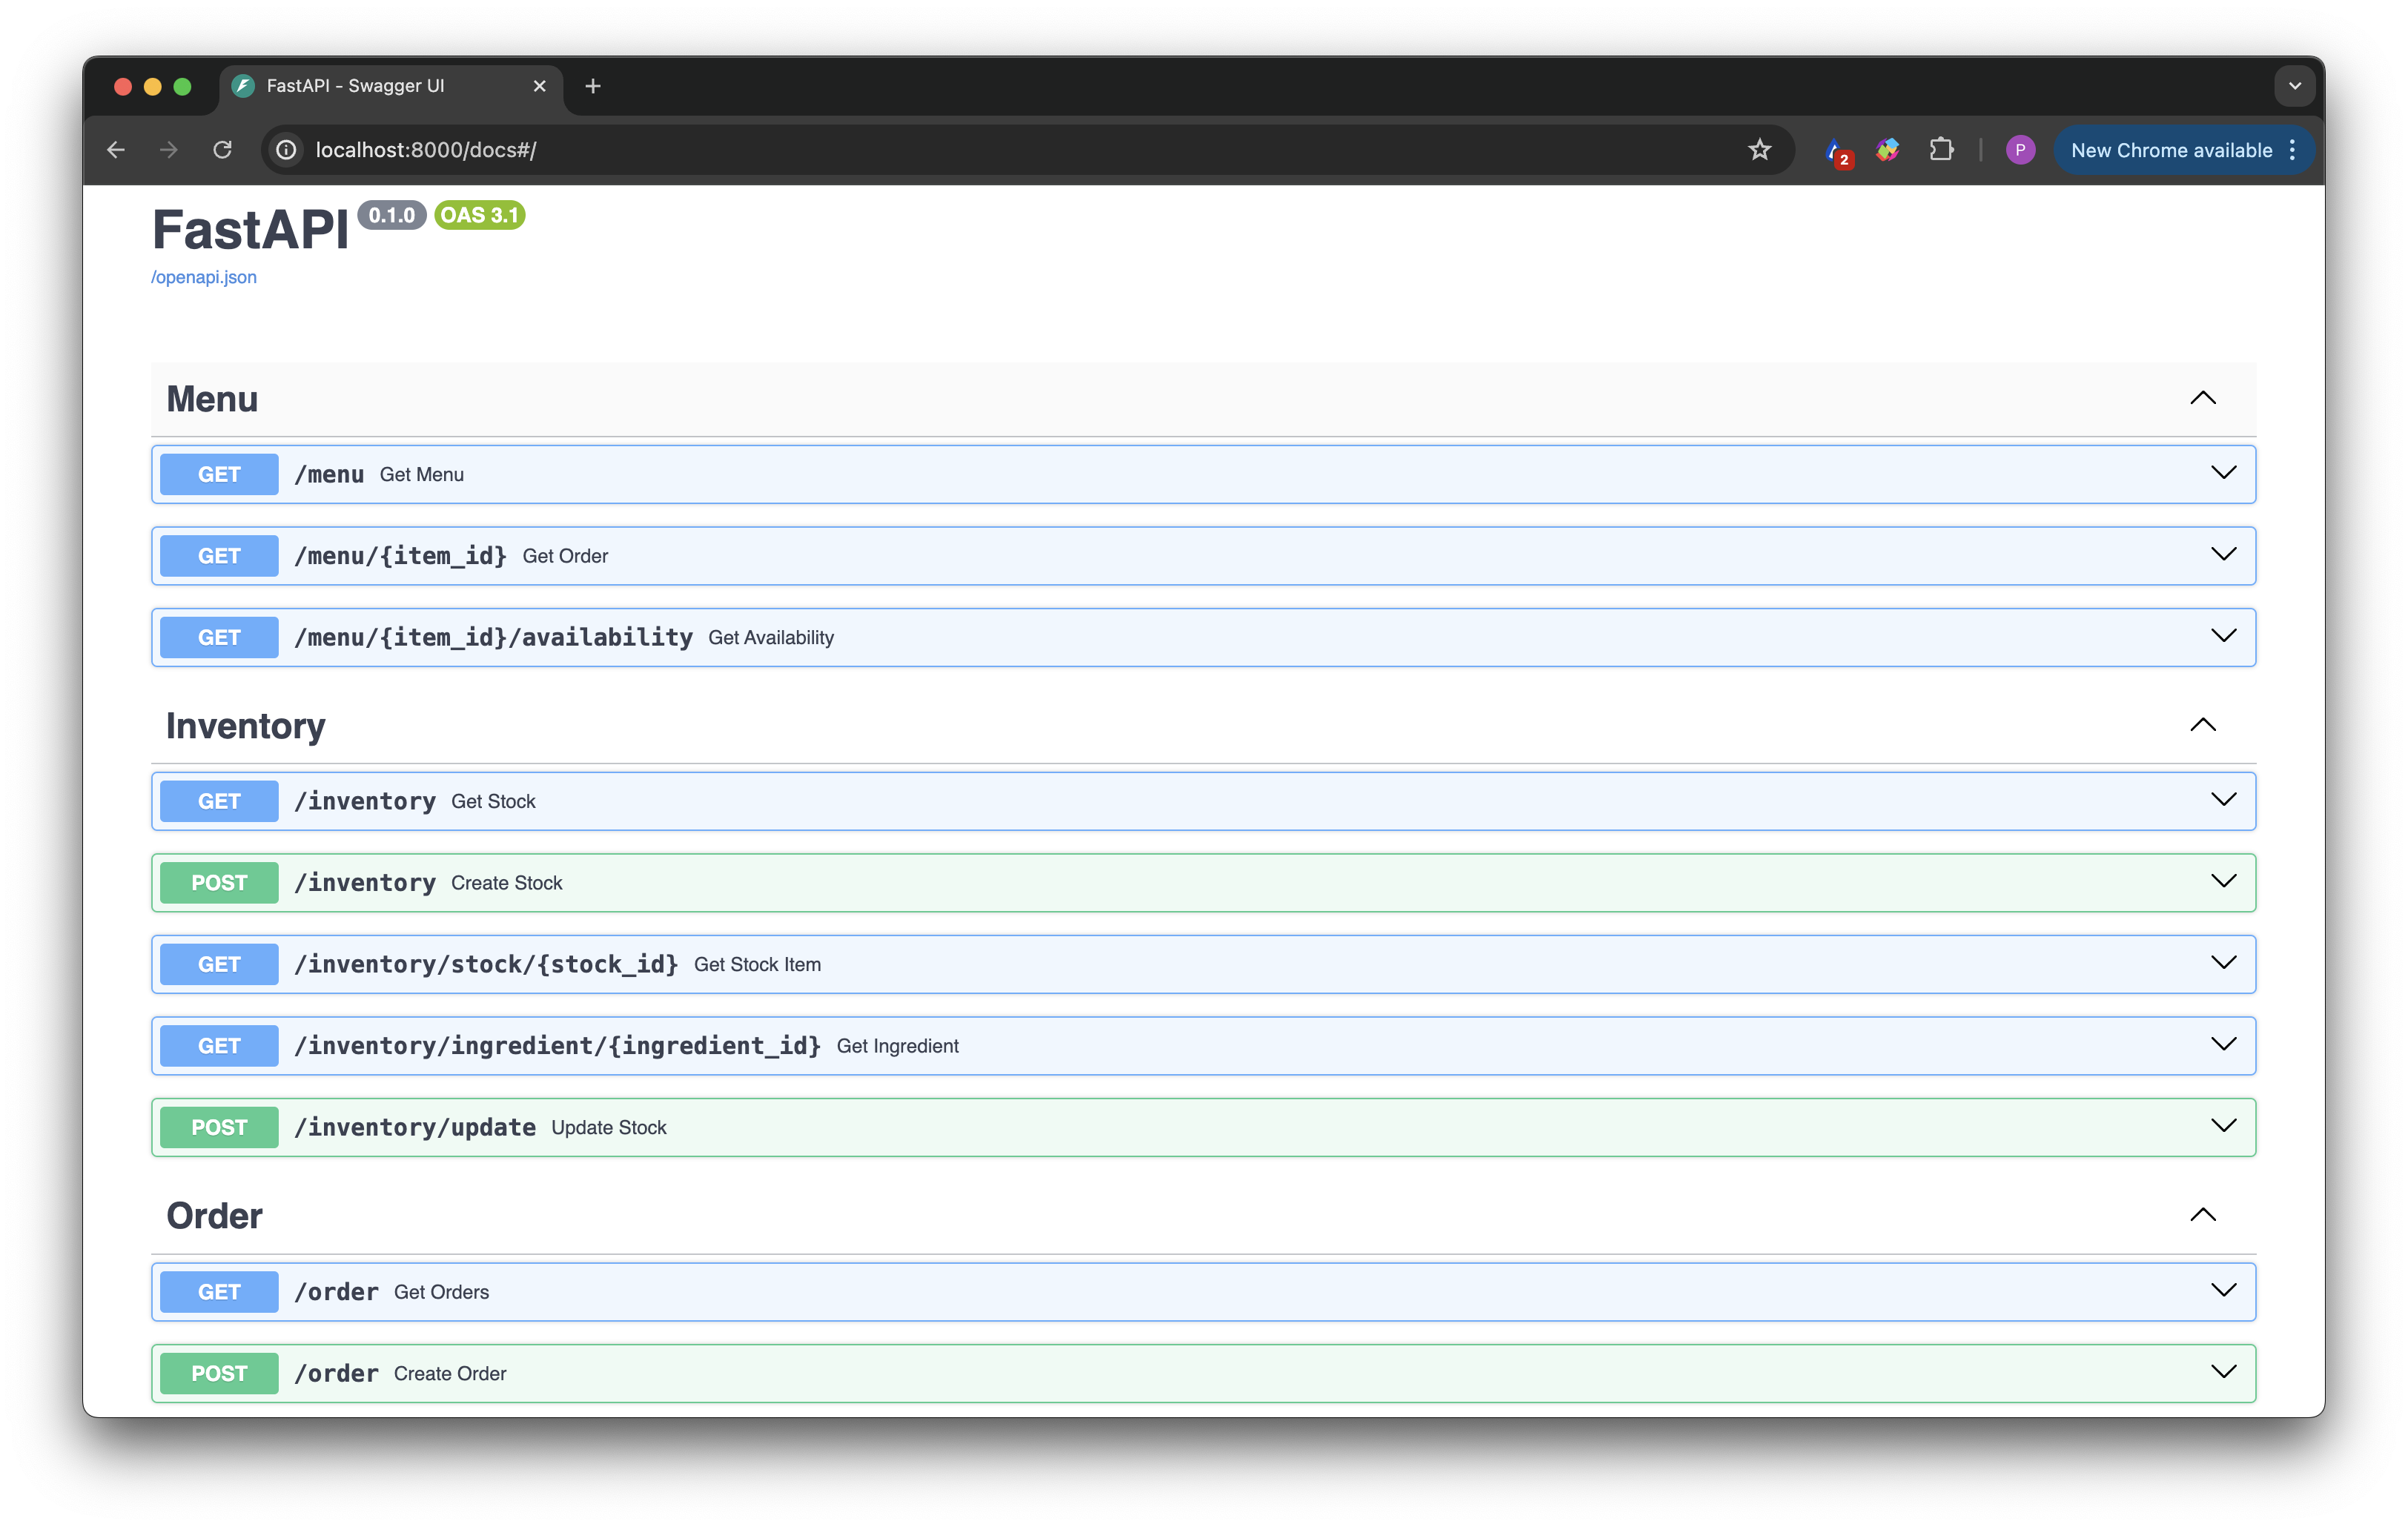 FastAPI - Swagger UI
localhost:8000/docs#/
2
P
New Chrome available
FastAPI 0.1.0 OAS 3.1
/openapi.json
Menu
GET /menu Get Menu
GET /menu/{item_id} Get Order
GET /menu/{item_id}/availability Get Availability
Inventory
GET /inventory Get Stock
POST /inventory Create Stock
GET /inventory/stock/{stock_id} Get Stock Item
GET /inventory/ingredient/{ingredient_id} Get Ingredient
POST /inventory/update Update Stock
Order
GET /order Get Orders
POST /order Create Order